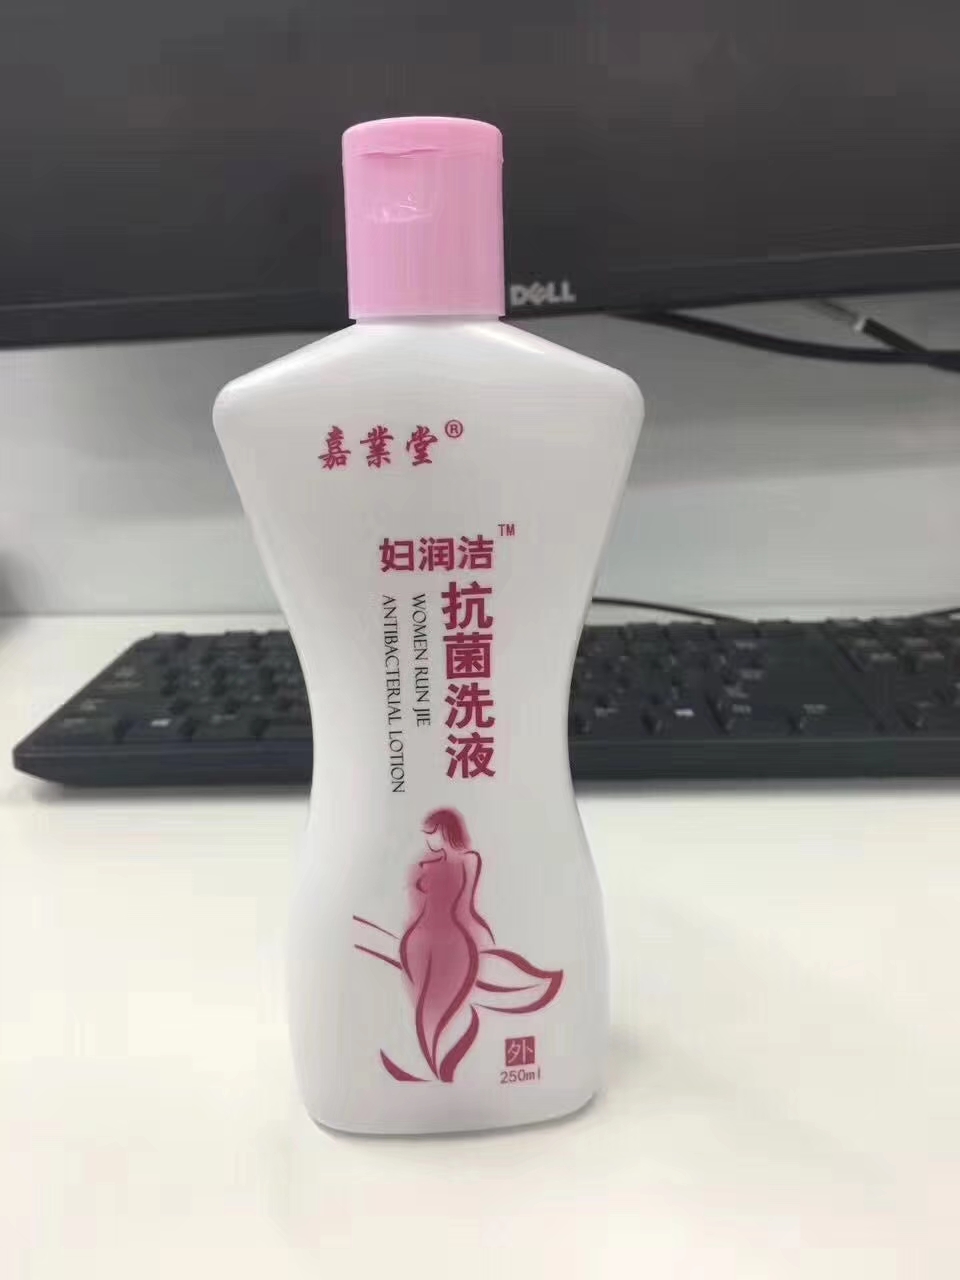 DELL
嘉業堂®
妇润洁™
抗菌洗液
WOMEN RUN JIE
ANTIBACTERIAL LOTION
外
250ml